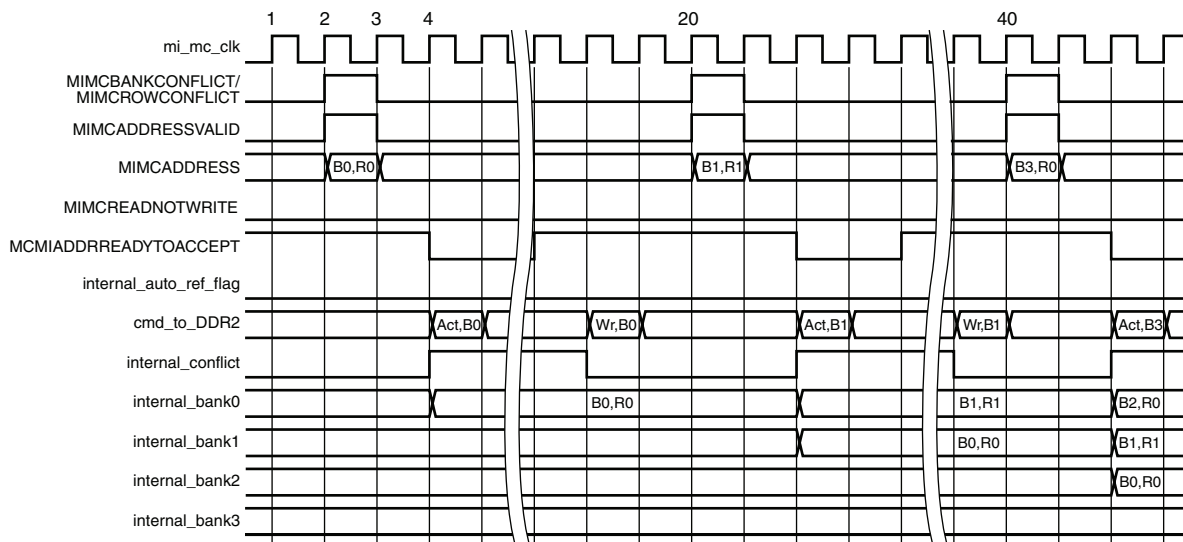 1 2 3 4 20 40
mi_mc_clk
MIMCBANKCONFLICT/
MIMCROWCONFLICT
MIMCADDRESSVALID
MIMCADDRESS B0,R0 B1,R1 B3,R0
MIMCREADNOTWRITE
MCMIADDRREADYTOACCEPT
internal_auto_ref_flag
cmd_to_DDR2 Act,B0 Wr,B0 Act,B1 Wr,B1 Act,B3
internal_conflict
internal_bank0 B0,R0 B1,R1 B2,R0
internal_bank1 B0,R0 B1,R1
internal_bank2 B0,R0
internal_bank3